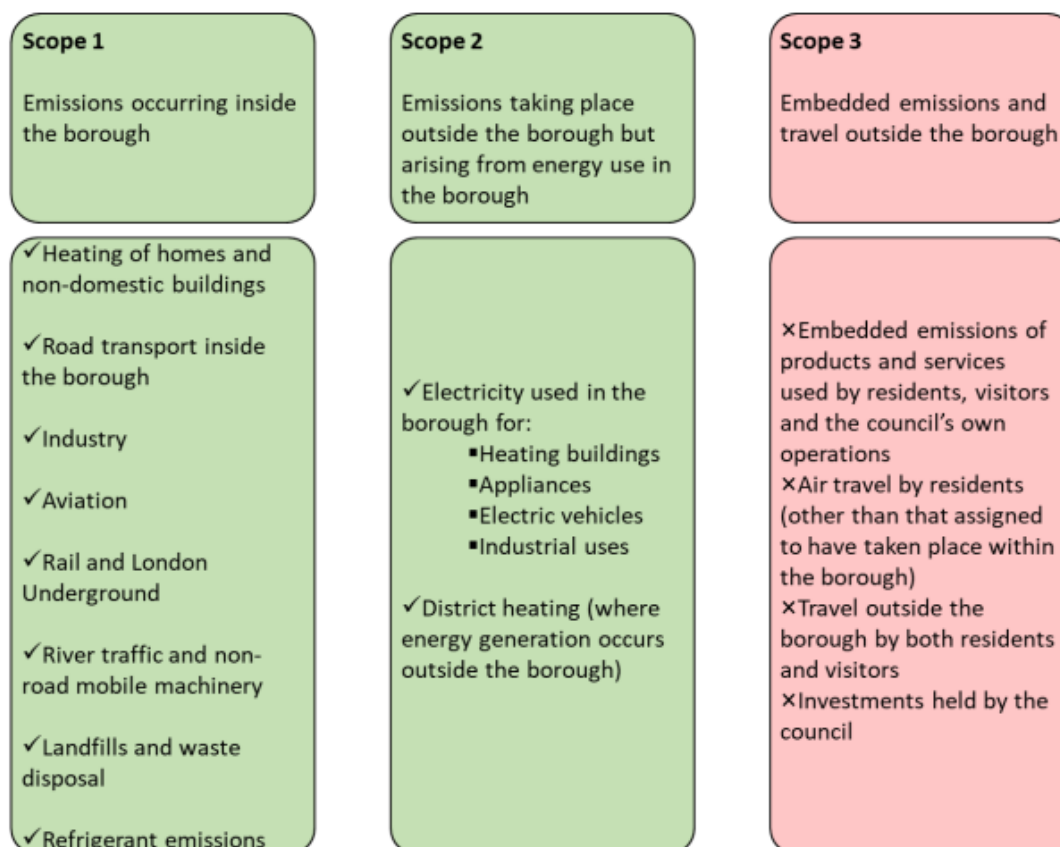 Scope 1
Emissions occurring inside
the borough
Scope 2
Emissions taking place
outside the borough but
arising from energy use in
the borough
Scope 3
Embedded emissions and
travel outside the borough
✓Heating of homes and
non-domestic buildings
✓Road transport inside
the borough
✓Industry
✓Aviation
✓Rail and London
Underground
✓River traffic and non-
road mobile machinery
✓Landfills and waste
disposal
✓Refrigerant emissions
✓Electricity used in the
borough for:
▪Heating buildings
▪Appliances
▪Electric vehicles
▪Industrial uses
✓District heating (where
energy generation occurs
outside the borough)
×Embedded emissions of
products and services
used by residents, visitors
and the council’s own
operations
×Air travel by residents
(other than that assigned
to have taken place within
the borough)
×Travel outside the
borough by both residents
and visitors
×Investments held by the
council